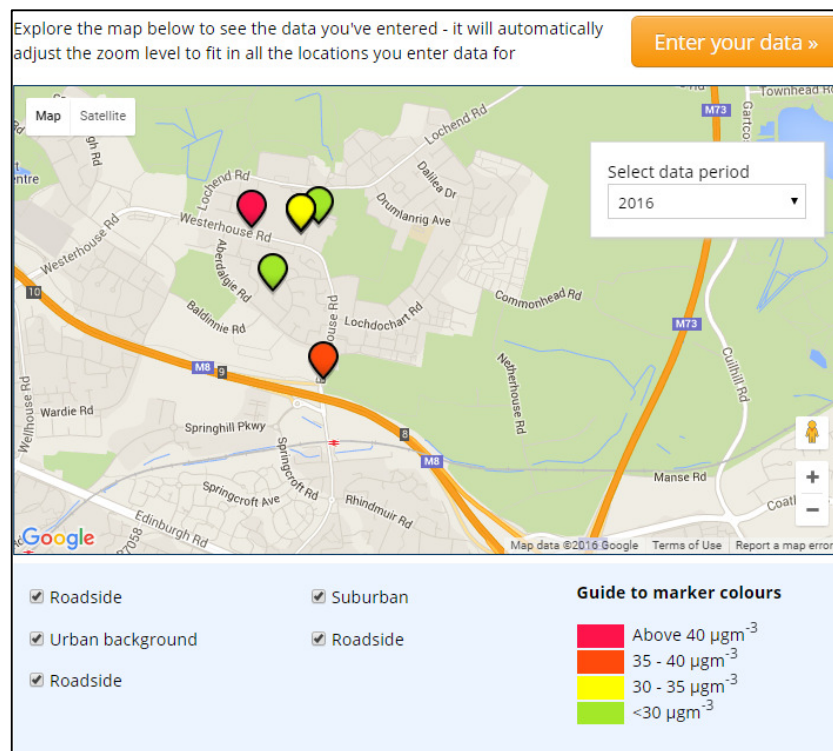 Explore the map below to see the data you've entered - it will automatically
adjust the zoom level to fit in all the locations you enter data for
Enter your data »
Map
Satellite
Select data period
2016
Townhead Rd
M73
Lochend Rd
Dalilea Dr
Drumlanrig Ave
Lochend Rd
Westerhouse Rd
Westerhouse Rd
Aberdalgie Rd
Baldinnie Rd
Lochdochart Rd
Commonhead Rd
M73
Cuilhill Rd
10
M8
9
Netherhouse Rd
Wellhouse Rd
Wardie Rd
Springhill Pkwy
8
M8
Springcroft Rd
Springcroft Ave
Rhindmuir Rd
Manse Rd
Edinburgh Rd
Google
Map data ©2016 Google
Terms of Use
Report a map error
Roadside
Suburban
Urban background
Roadside
Roadside
Guide to marker colours
Above 40 µgm-3
35 - 40 µgm-3
30 - 35 µgm-3
<30 µgm-3